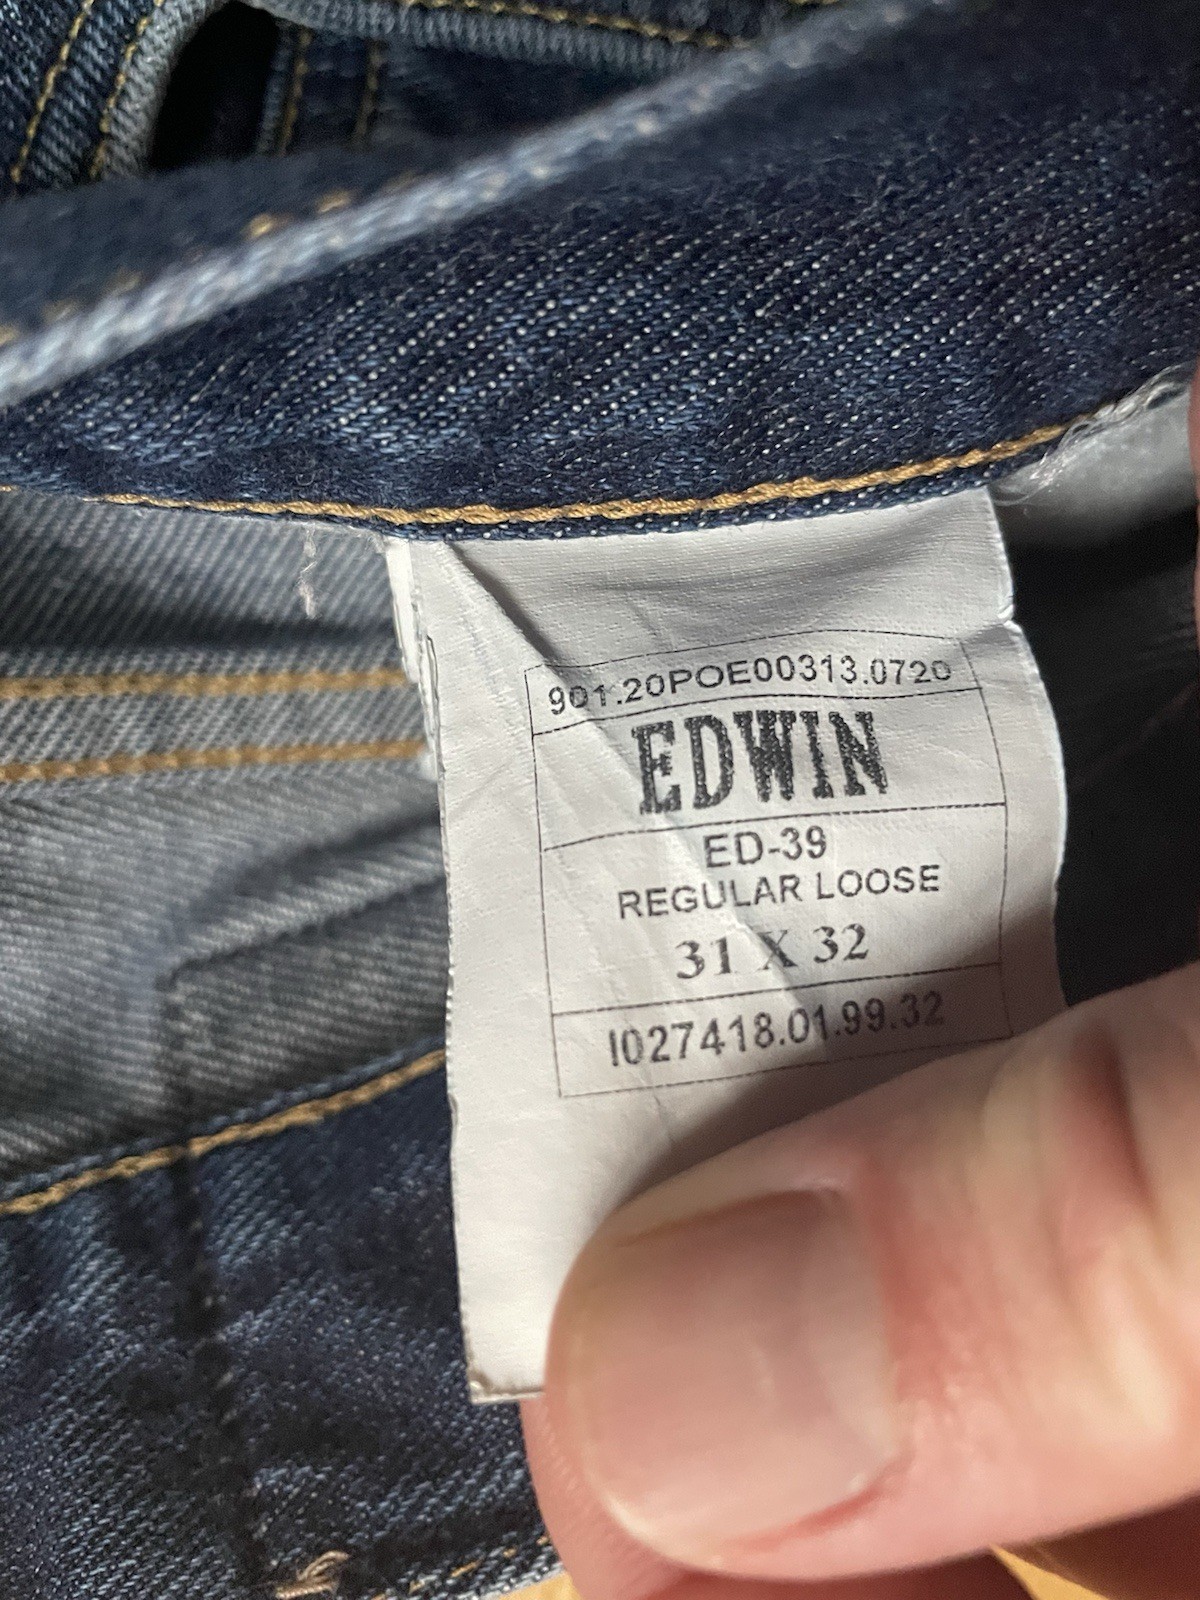 901.20POE00313.0720
EDWIN
ED-39
REGULAR LOOSE
31 X 32
I027418.01.99.32